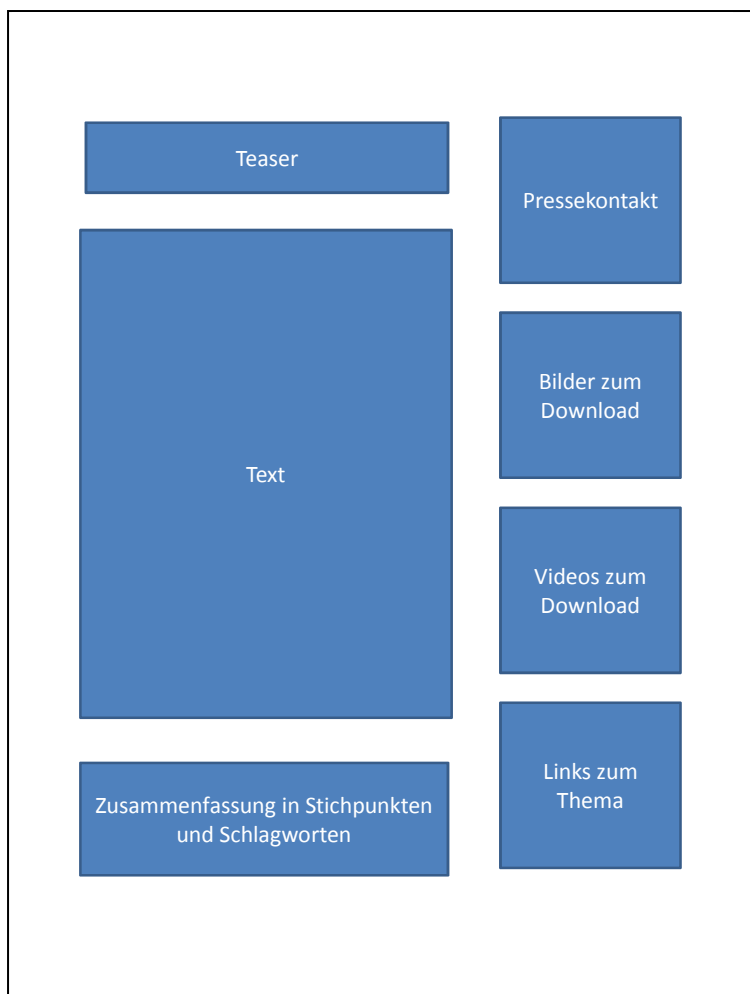 Teaser
Text
Zusammenfassung in Stichpunkten
und Schlagworten
Pressekontakt
Bilder zum
Download
Videos zum
Download
Links zum
Thema